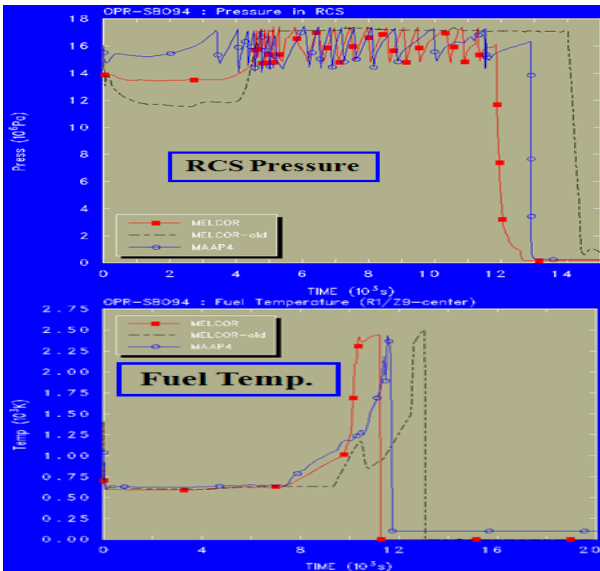 OPR-SBO94 : Pressure in RCS
18
16
14
12
10
8
6
4
2
0
Press (10⁶Pa)
RCS Pressure
MELCOR
MELCOR-old
MAAP4
0 2 4 6 8 10 12 14
TIME (10³s)
OPR-SBO94 : Fuel Temperature (R1/Z9-center)
2.75
2.50
2.25
2.00
1.75
1.50
1.25
1.00
0.75
0.50
0.25
0.00
Temp (10³K)
MELCOR
MELCOR-old
MAAP4
Fuel Temp.
0 4 8 12 16 20
TIME (10³s)